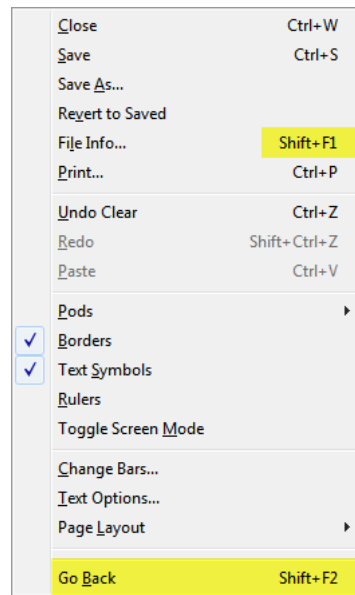 Close Ctrl+W
Save Ctrl+S
Save As...
Revert to Saved
File Info... Shift+F1
Print... Ctrl+P
Undo Clear Ctrl+Z
Redo Shift+Ctrl+Z
Paste Ctrl+V
Pods
Borders
Text Symbols
Rulers
Toggle Screen Mode
Change Bars...
Text Options...
Page Layout
Go Back Shift+F2